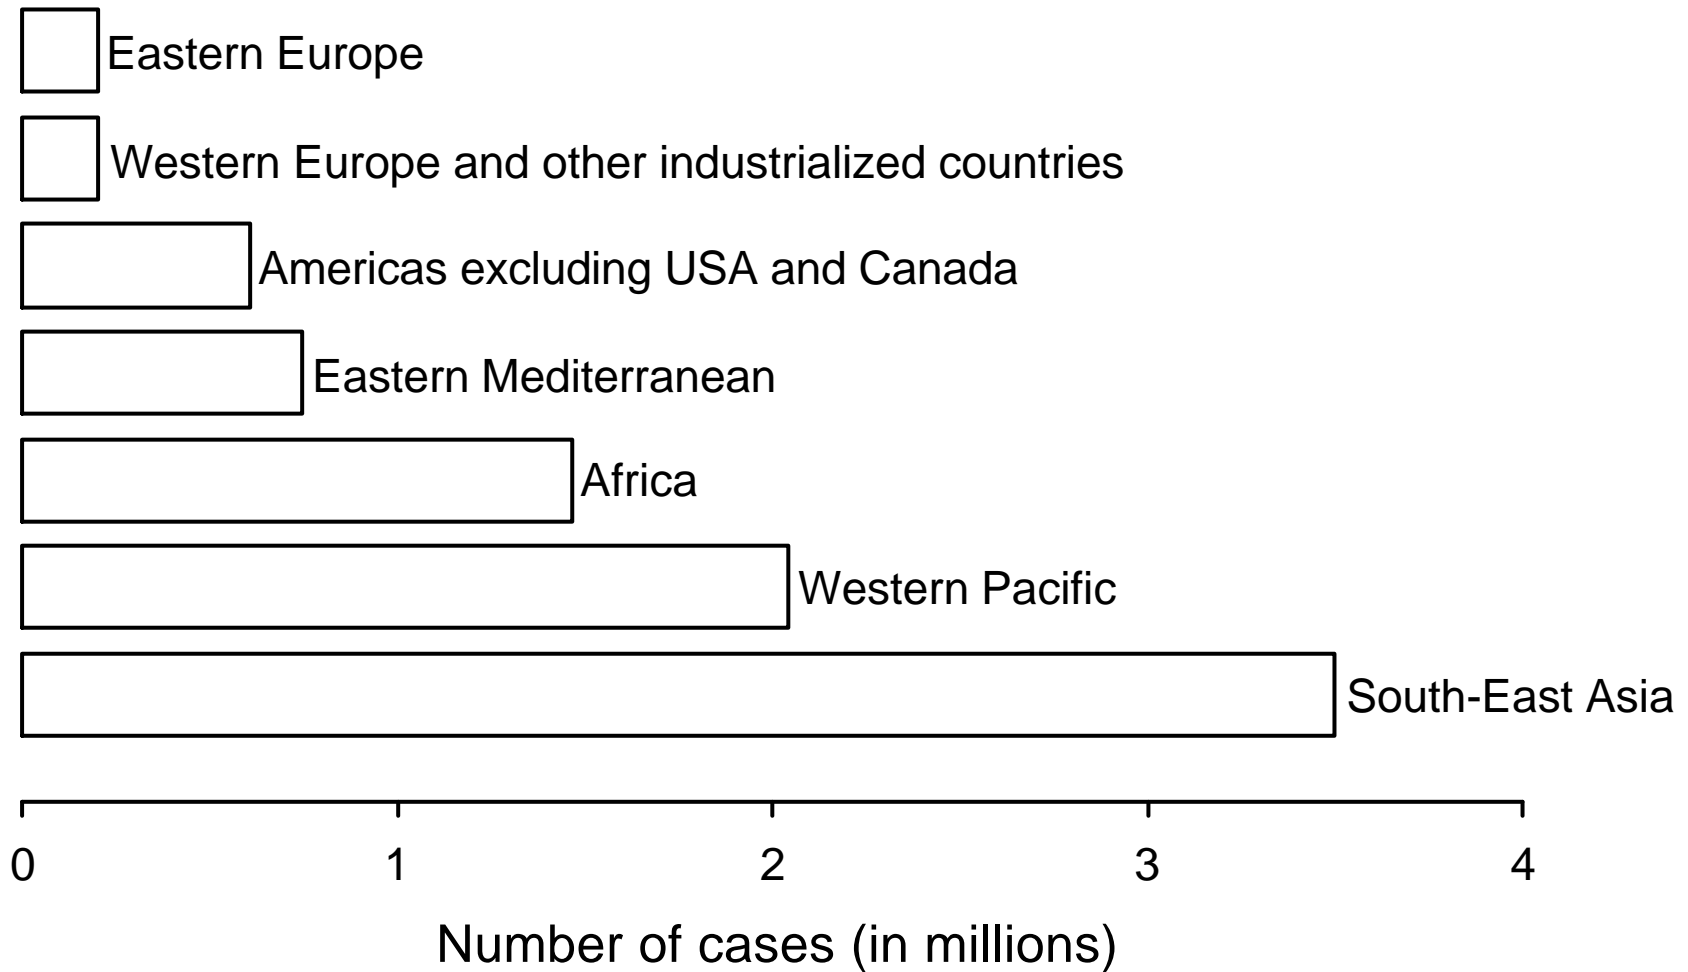 Eastern Europe
Western Europe and other industrialized countries
Americas excluding USA and Canada
Eastern Mediterranean
Africa
Western Pacific
South-East Asia
0 1 2 3 4
Number of cases (in millions)